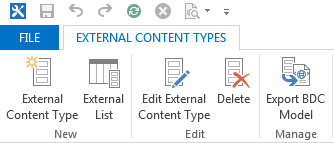 FILE
EXTERNAL CONTENT TYPES
External
Content Type
External
List
New
Edit External
Content Type
Delete
Edit
Export BDC
Model
Manage